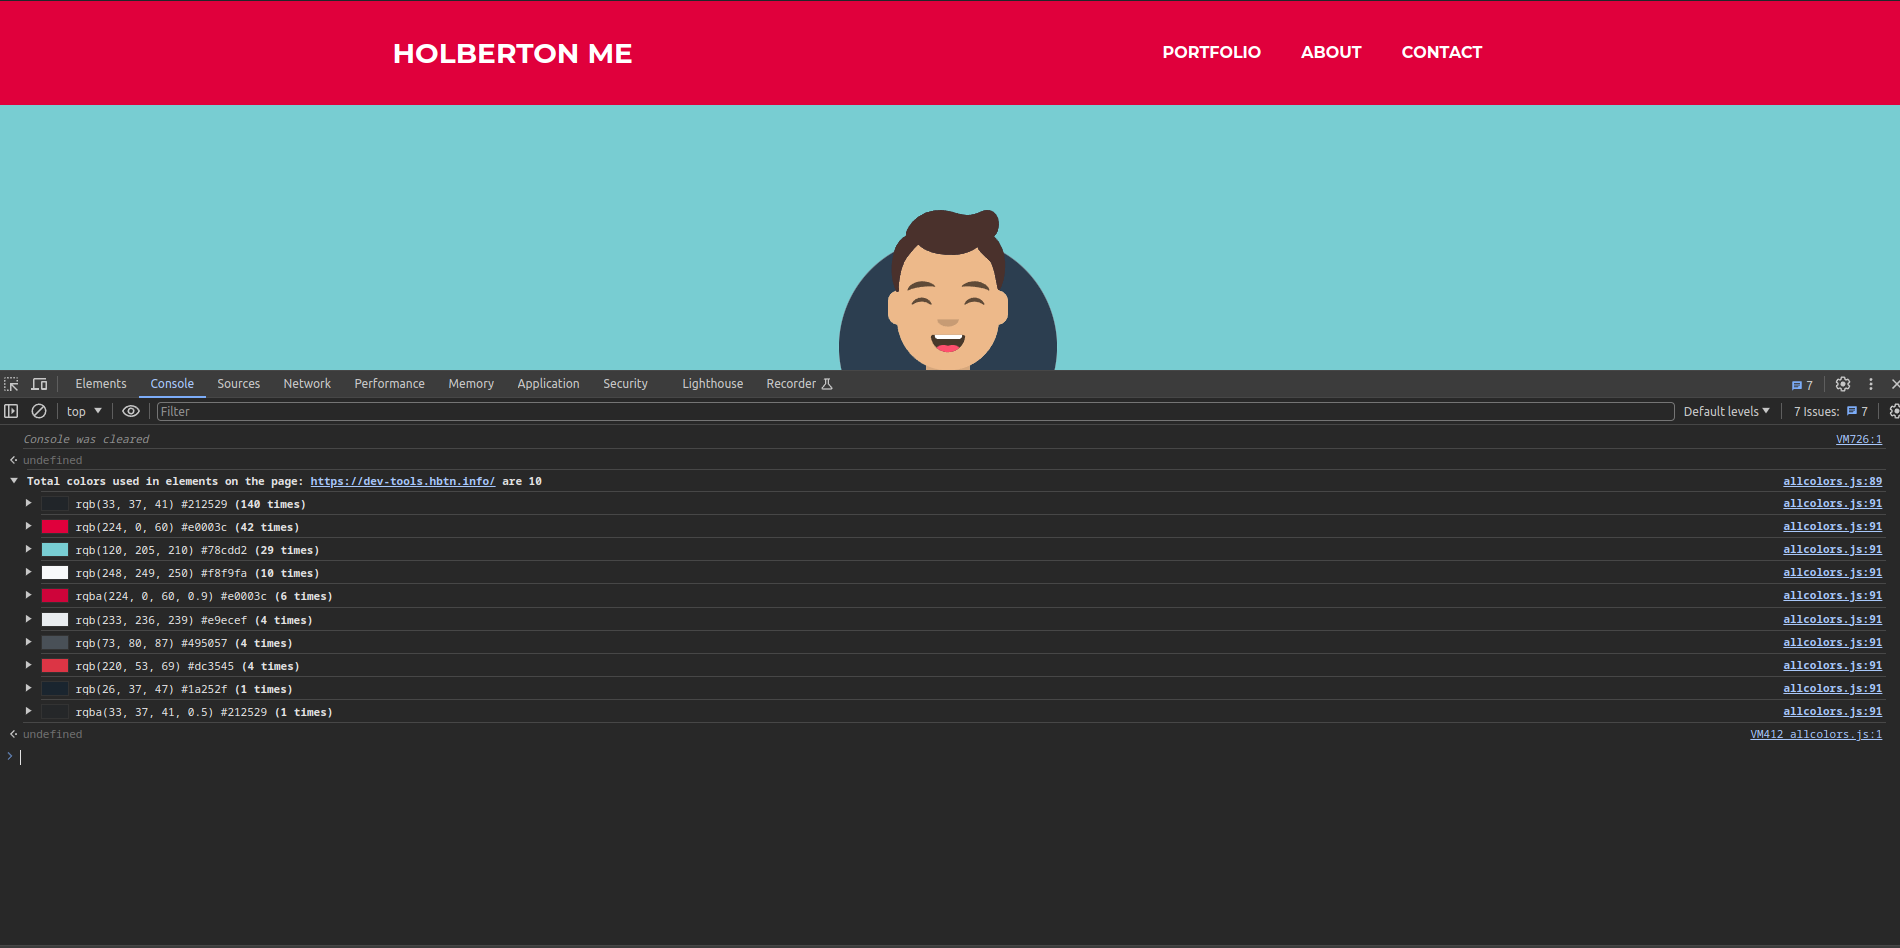 HOLBERTON ME
PORTFOLIO ABOUT CONTACT
Elements Console Sources Network Performance Memory Application Security Lighthouse Recorder 7
top Filter Default levels 7 Issues: 7
Console was cleared VM726:1
undefined
Total colors used in elements on the page: https://dev-tools.hbtn.info/ are 10 allcolors.js:89
rgb(33, 37, 41) #212529 (140 times) allcolors.js:91
rgb(224, 0, 60) #e0003c (42 times) allcolors.js:91
rgb(120, 205, 210) #78cdd2 (29 times) allcolors.js:91
rgb(248, 249, 250) #f8f9fa (10 times) allcolors.js:91
rgba(224, 0, 60, 0.9) #e0003c (6 times) allcolors.js:91
rgb(233, 236, 239) #e9ecef (4 times) allcolors.js:91
rgb(73, 80, 87) #495057 (4 times) allcolors.js:91
rgb(220, 53, 69) #dc3545 (4 times) allcolors.js:91
rgb(26, 37, 47) #1a252f (1 times) allcolors.js:91
rgba(33, 37, 41, 0.5) #212529 (1 times) allcolors.js:91
undefined VM412 allcolors.js:1